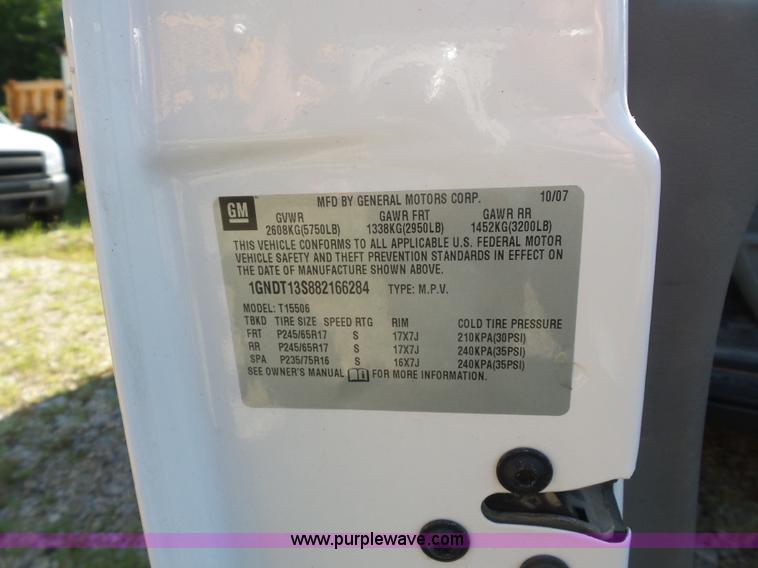 GM MFD BY GENERAL MOTORS CORP. 10/07
GVWR GAWR FRT GAWR RR
2608KG(5750LB) 1338KG(2950LB) 1452KG(3200LB)
THIS VEHICLE CONFORMS TO ALL APPLICABLE U.S. FEDERAL MOTOR
VEHICLE SAFETY AND THEFT PREVENTION STANDARDS IN EFFECT ON
THE DATE OF MANUFACTURE SHOWN ABOVE.
1GNDT13S882166284 TYPE: M.P.V.
MODEL: T15506
TBKD TIRE SIZE SPEED RTG RIM COLD TIRE PRESSURE
FRT P245/65R17 S 17X7J 210KPA(30PSI)
RR P245/65R17 S 17X7J 240KPA(35PSI)
SPA P235/75R16 S 16X7J 240KPA(35PSI)
SEE OWNER'S MANUAL FOR MORE INFORMATION.
www.purplewave.com